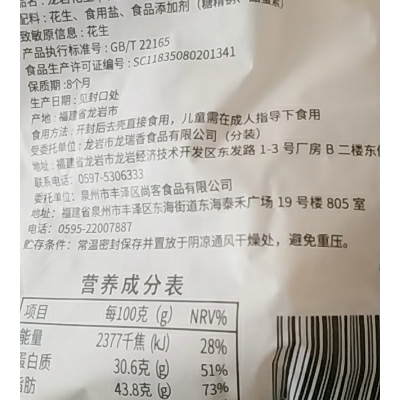 配料:花生、食用盐、食品添加剂(糖精钠、
致敏原信息:花生
产品执行标准号:GB/T 22165
食品生产许可证编号:SC11835080201341
保质期:8个月
生产日期:见封口处
产地:福建省龙岩市
食用方法:开封后去壳直接食用,儿童需在成人指导下食用
受委托单位:龙岩市龙瑞香食品有限公司(分装)
地址:福建省龙岩市龙岩经济技术开发区东发路1-3号厂房B二楼东
联系电话:0597-5306333
委托单位:泉州市丰泽区尚客食品有限公司
地址:福建省泉州市丰泽区东海街道东海泰禾广场19号楼805室
电话:0595-22007887
贮存条件:常温密封保存并置放于阴凉通风干燥处,避免重压。
营养成分表
项目 每100克(g) NRV%
能量 2377千焦(kJ) 28%
蛋白质 30.6克(g) 51%
脂肪 43.8克(g) 73%